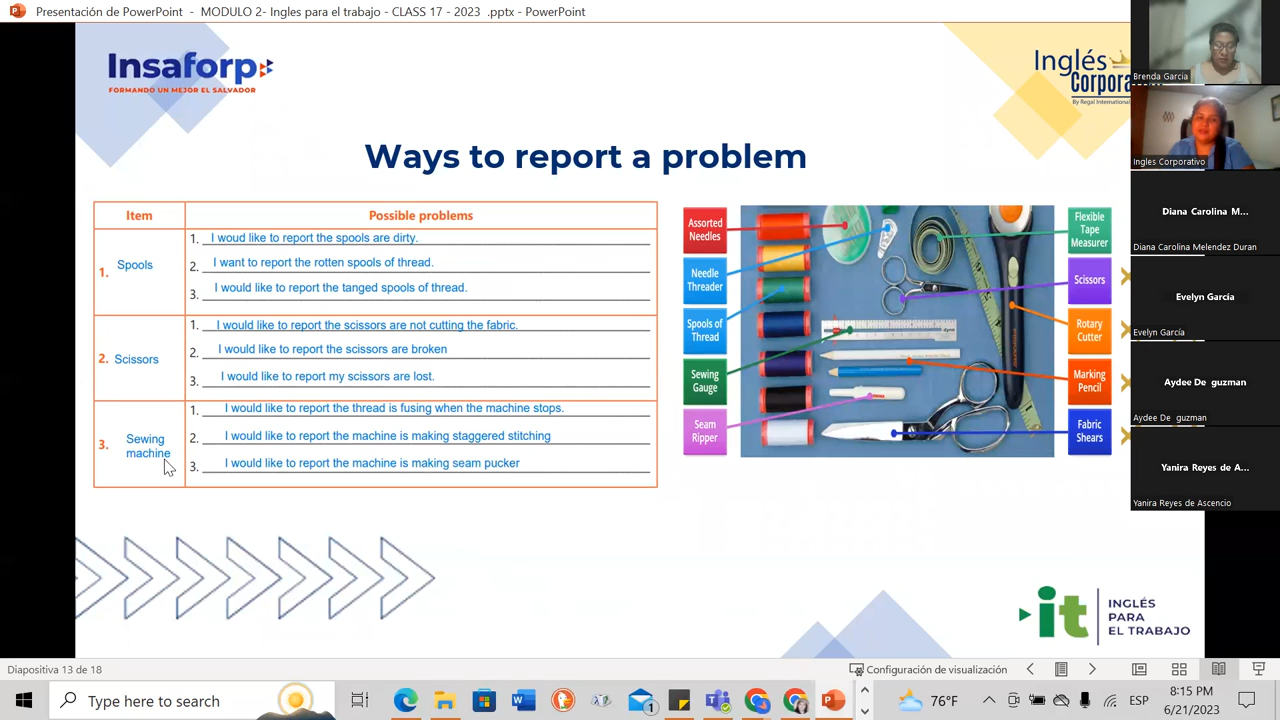 Presentación de PowerPoint - MODULO 2- Ingles para el trabajo - CLASS 17 - 2023 .pptx - PowerPoint
Insaforp
FORMANDO UN MEJOR EL SALVADOR
Inglés
By Regal International
Ways to report a problem
Item
Possible problems
1. Spools
1. I woud like to report the spools are dirty.
2. I want to report the rotten spools of thread.
3. I would like to report the tanged spools of thread.
2. Scissors
1. I would like to report the scissors are not cutting the fabric.
2. I would like to report the scissors are broken
3. I would like to report my scissors are lost.
3. Sewing
machine
1. I would like to report the thread is fusing when the machine stops.
2. I would like to report the machine is making staggered stitching
3. I would like to report the machine is making seam pucker
Assorted
Needles
Needle
Threader
Spools of
Thread
Sewing
Gauge
Seam
Ripper
Flexible
Tape
Measurer
Scissors
Rotary
Cutter
Marking
Pencil
Fabric
Shears
it
INGLÉS
PARA
EL TRABAJO
Brenda Garcia
Ingles Corporativo
Diana Carolina M...
Diana Carolina Melendez Duran
Evelyn García
Evelyn García
Aydee De guzman
Aydee De guzman
Yanira Reyes de A...
Yanira Reyes de Ascencio
Diapositiva 13 de 18
Configuración de visualización
Type here to search
1
76°F
ESP
8:15 PM
6/21/2023